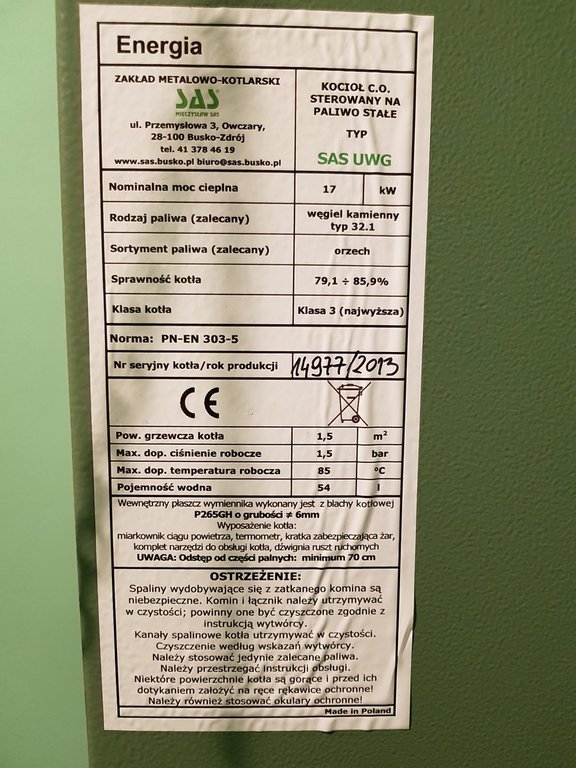 Energia
ZAKŁAD METALOWO-KOTLARSKI
SAS
MIECZYSŁAW SAS
ul. Przemysłowa 3, Owczary,
28-100 Busko-Zdrój
tel. 41 378 46 19
www.sas.busko.pl biuro@sas.busko.pl
KOCIOŁ C.O.
STEROWANY NA
PALIWO STAŁE
TYP
SAS UWG
Nominalna moc cieplna 17 kW
Rodzaj paliwa (zalecany) węgiel kamienny
typ 32.1
Sortyment paliwa (zalecany) orzech
Sprawność kotła 79,1 ÷ 85,9%
Klasa kotła Klasa 3 (najwyższa)
Norma: PN-EN 303-5
Nr seryjny kotła/rok produkcji 14977/2013
CE
Pow. grzewcza kotła 1,5 m²
Max. dop. ciśnienie robocze 1,5 bar
Max. dop. temperatura robocza 85 °C
Pojemność wodna 54 l
Wewnętrzny płaszcz wymiennika wykonany jest z blachy kotłowej
P265GH o grubości ≠ 6mm
Wyposażenie kotła:
miarkownik ciągu powietrza, termometr, kratka zabezpieczająca żar,
komplet narzędzi do obsługi kotła, dźwignia ruszt ruchomych
UWAGA: Odstęp od części palnych: minimum 70 cm
OSTRZEŻENIE:
Spaliny wydobywające się z zatkanego komina są
niebezpieczne. Komin i łącznik należy utrzymywać
w czystości; powinny one być czyszczone zgodnie z
instrukcją wytwórcy.
Kanały spalinowe kotła utrzymywać w czystości.
Czyszczenie według wskazań wytwórcy.
Należy stosować jedynie zalecane paliwa.
Należy przestrzegać instrukcji obsługi.
Niektóre powierzchnie kotła są gorące i przed ich
dotykaniem założyć na ręce rękawice ochronne!
Należy również stosować okulary ochronne!
Made in Poland